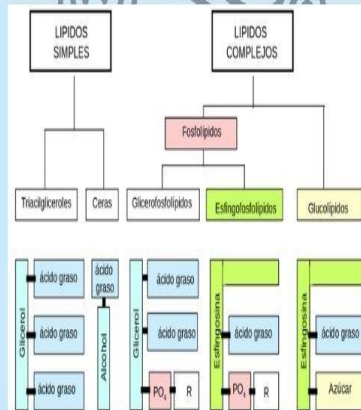 LIPIDOS
SIMPLES
LIPIDOS
COMPLEJOS
Fosfolípidos
Triacilgliceroles
Ceras
Glicerofosfolípidos
Esfingofosfolípidos
Glucolípidos
Glicerol
ácido graso
ácido graso
ácido graso
ácido
graso
Alcohol
Glicerol
ácido graso
ácido graso
PO₄
R
Esfingosina
ácido graso
PO₄
R
Esfingosina
ácido graso
Azúcar